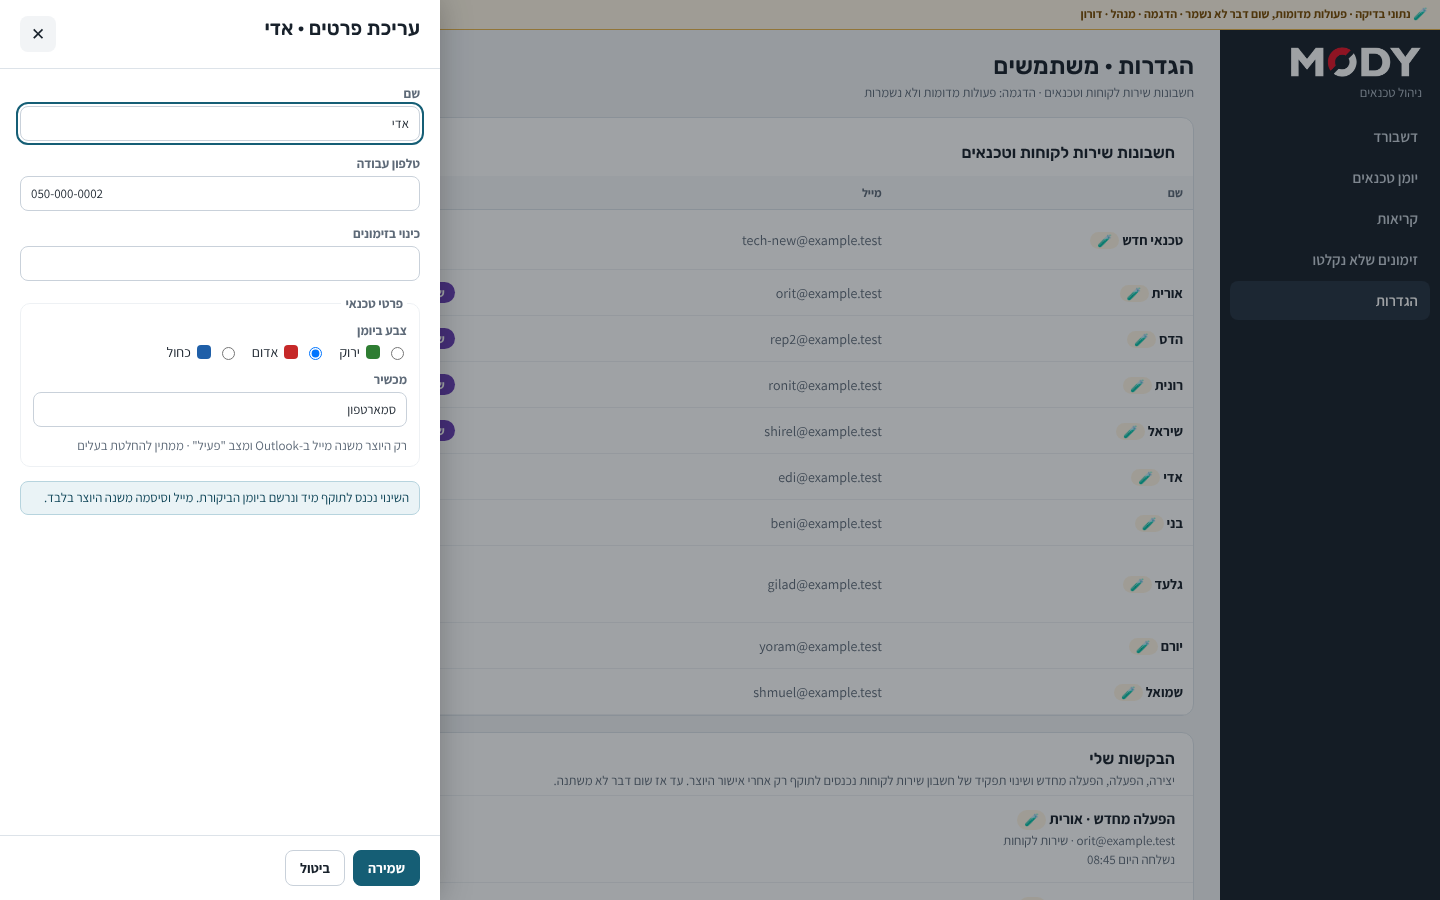 🧪 נתוני בדיקה · פעולות מדומות, שום דבר לא נשמר · הדגמה · מנהל · דורון
MODY
ניהול טכנאים
דשבורד
יומן טכנאים
קריאות
זימונים שלא נקלטו
הגדרות
הגדרות • משתמשים
חשבונות שירות לקוחות וטכנאים · הדגמה: פעולות מדומות ולא נשמרות
חשבונות שירות לקוחות וטכנאים
שם מייל
טכנאי חדש 🧪 tech-new@example.test
אורית 🧪 orit@example.test
הדס 🧪 rep2@example.test
רונית 🧪 ronit@example.test
שיראל 🧪 shirel@example.test
אדי 🧪 edi@example.test
בני 🧪 beni@example.test
גלעד 🧪 gilad@example.test
יורם 🧪 yoram@example.test
שמואל 🧪 shmuel@example.test
הבקשות שלי
יצירה, הפעלה, הפעלה מחדש ושינוי תפקיד של חשבון שירות לקוחות נכנסים לתוקף רק אחרי אישור היוצר. עד אז שום דבר לא משתנה.
הפעלה מחדש · אורית 🧪
orit@example.test · שירות לקוחות
נשלחה היום 08:45
עריכת פרטים • אדי
✕
שם
אדי
טלפון עבודה
050-000-0002
כינוי בזימונים
פרטי טכנאי
צבע ביומן
ירוק אדום כחול
מכשיר
סמארטפון
רק היוצר משנה מייל ב-Outlook ומצב "פעיל" · ממתין להחלטת בעלים
השינוי נכנס לתוקף מיד ונרשם ביומן הביקורת. מייל וסיסמה משנה היוצר בלבד.
שמירה ביטול